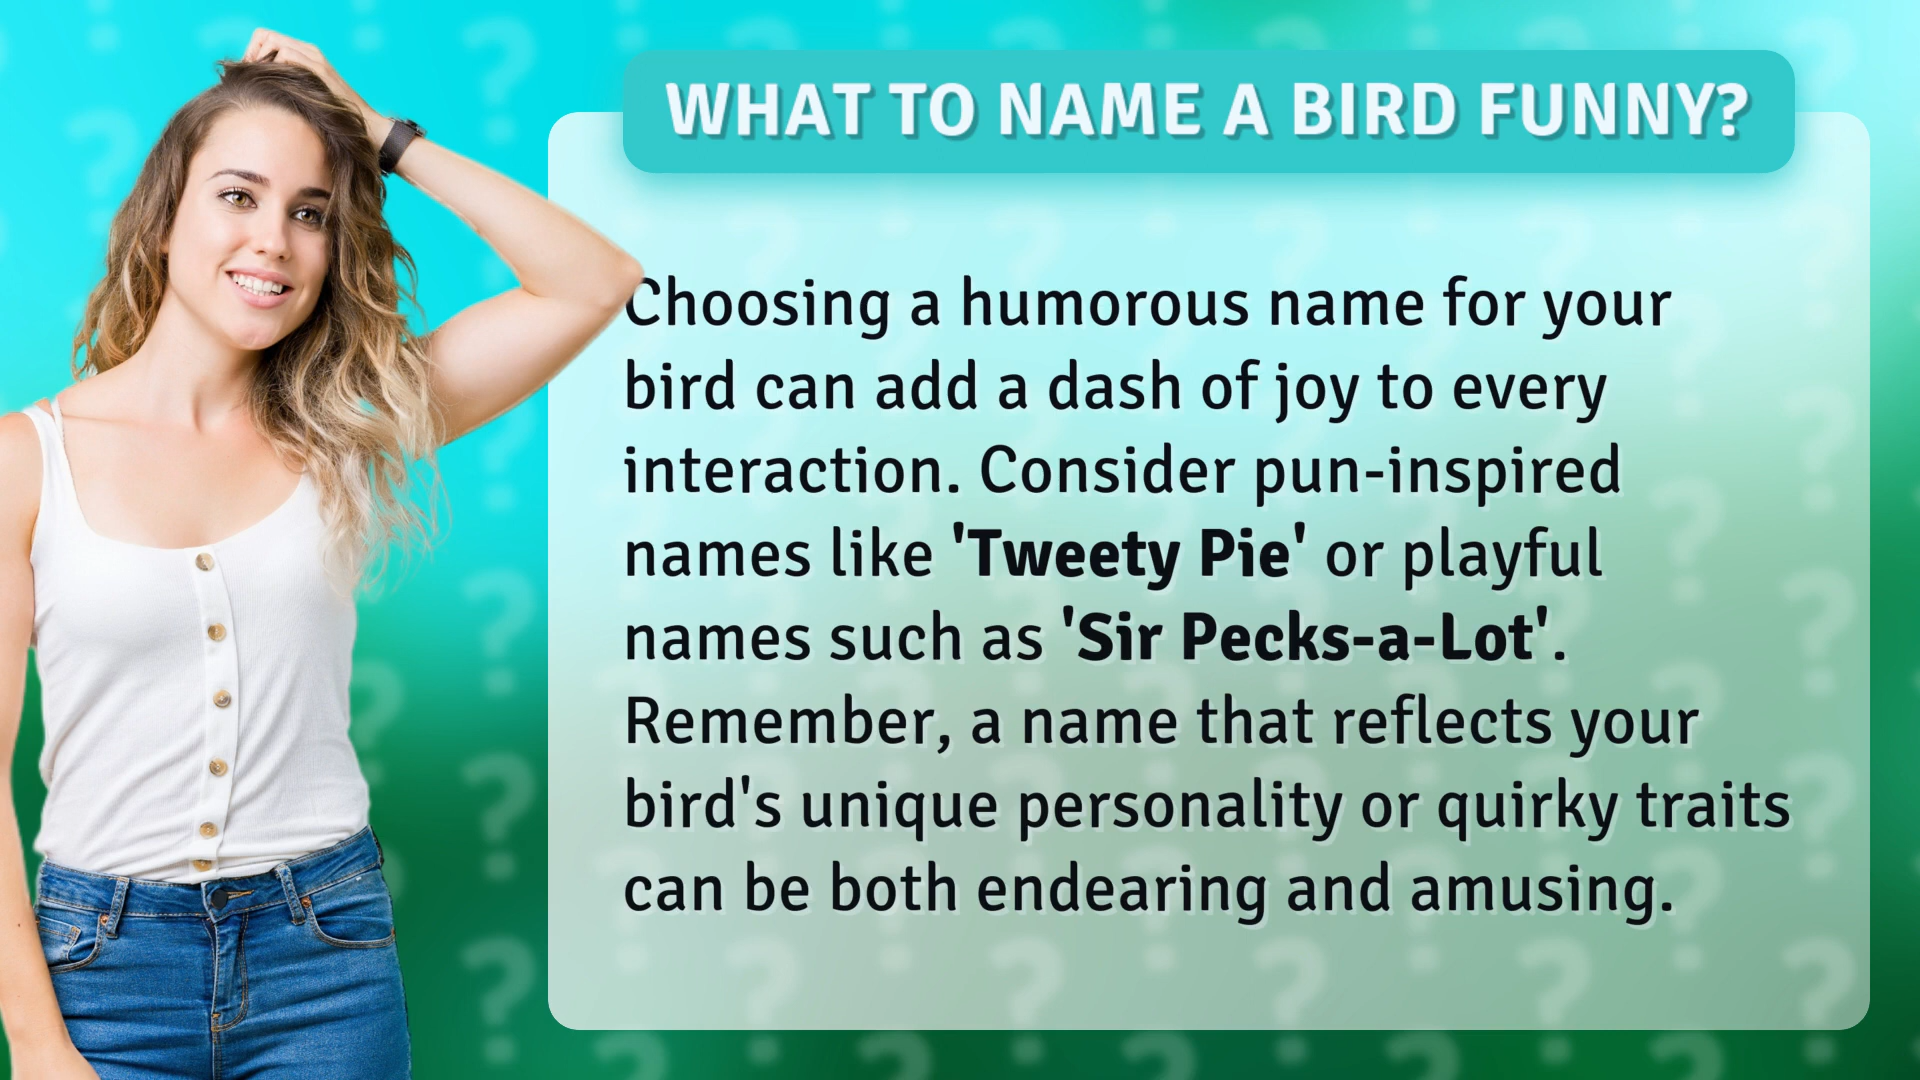 WHAT TO NAME A BIRD FUNNY?
Choosing a humorous name for your
bird can add a dash of joy to every
interaction. Consider pun-inspired
names like 'Tweety Pie' or playful
names such as 'Sir Pecks-a-Lot'.
Remember, a name that reflects your
bird's unique personality or quirky traits
can be both endearing and amusing.